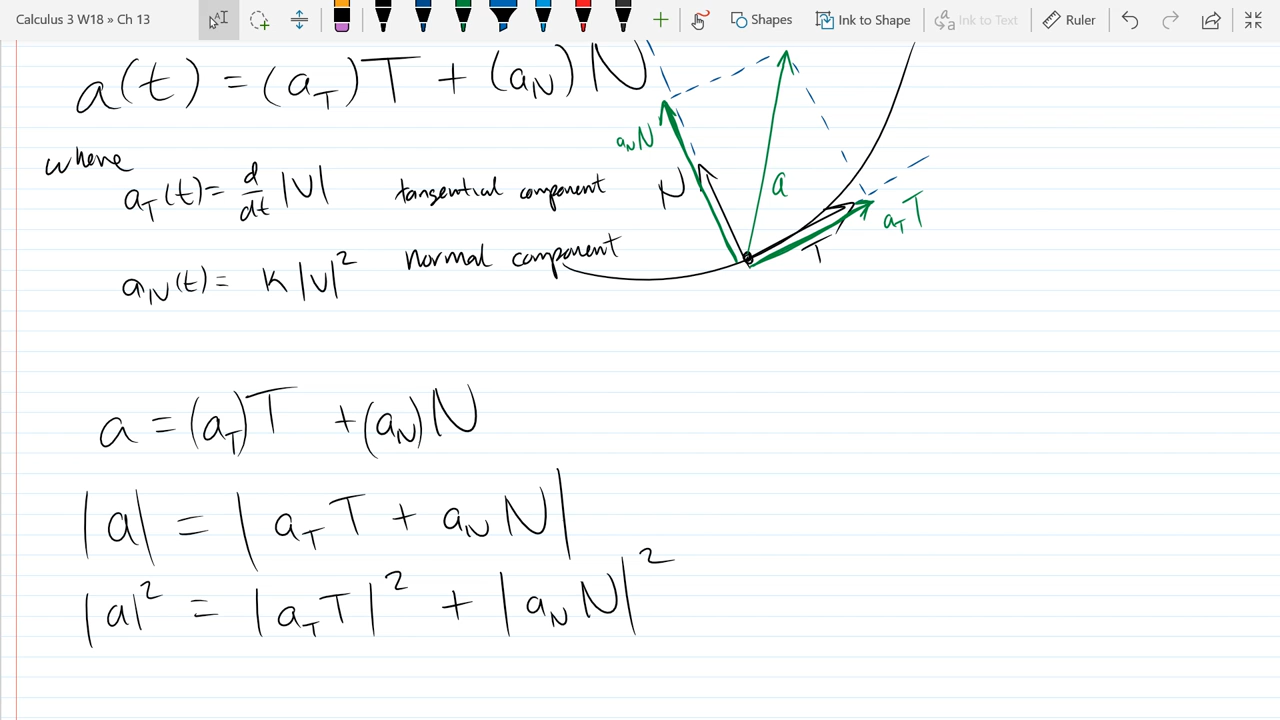 Calculus 3 W18 » Ch 13
Shapes
Ink to Shape
Ink to Text
Ruler
a(t) = (a_T)T + (a_N)N
where
a_T(t) = d/dt |V| tangential component
a_N(t) = K|V|² normal component
a_N N
N
a
a_T T
T
a = (a_T)T + (a_N)N
|a| = |a_T T + a_N N|
|a|² = |a_T T|² + |a_N N|²